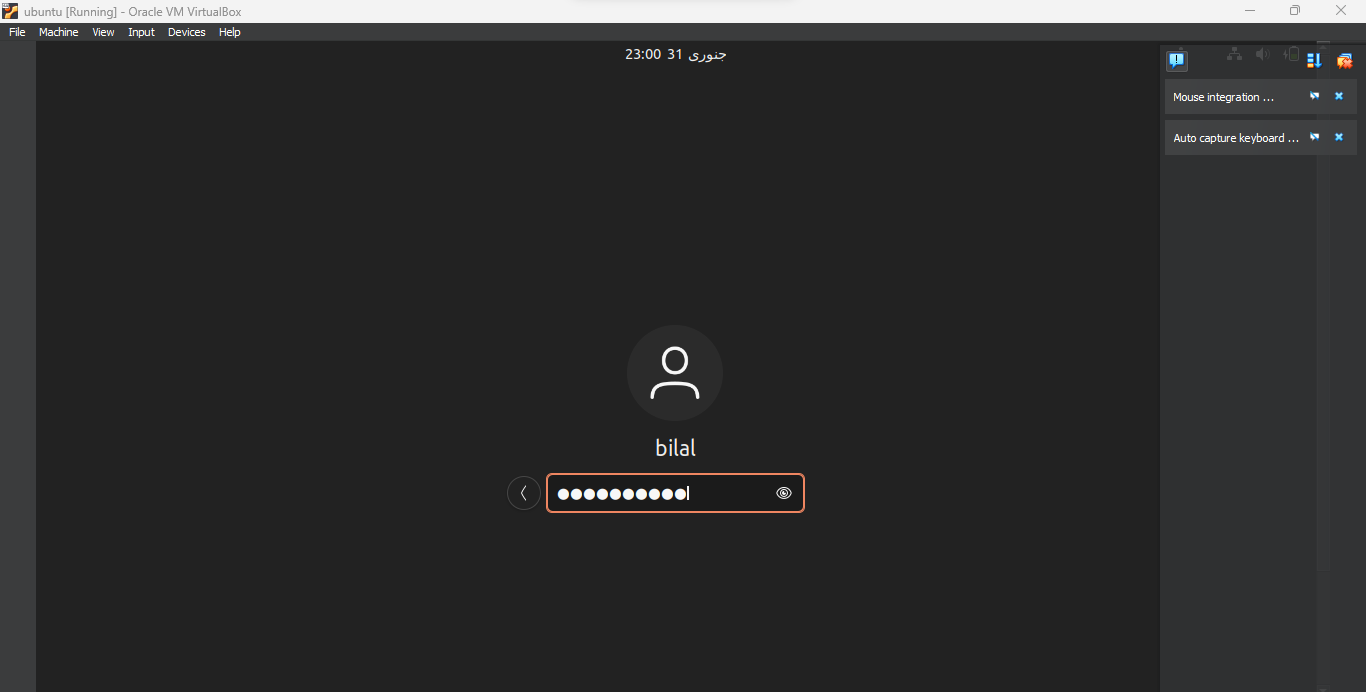 ubuntu [Running] - Oracle VM VirtualBox
File Machine View Input Devices Help
23:00 31 جنوری
Mouse integration ...
Auto capture keyboard ...
bilal